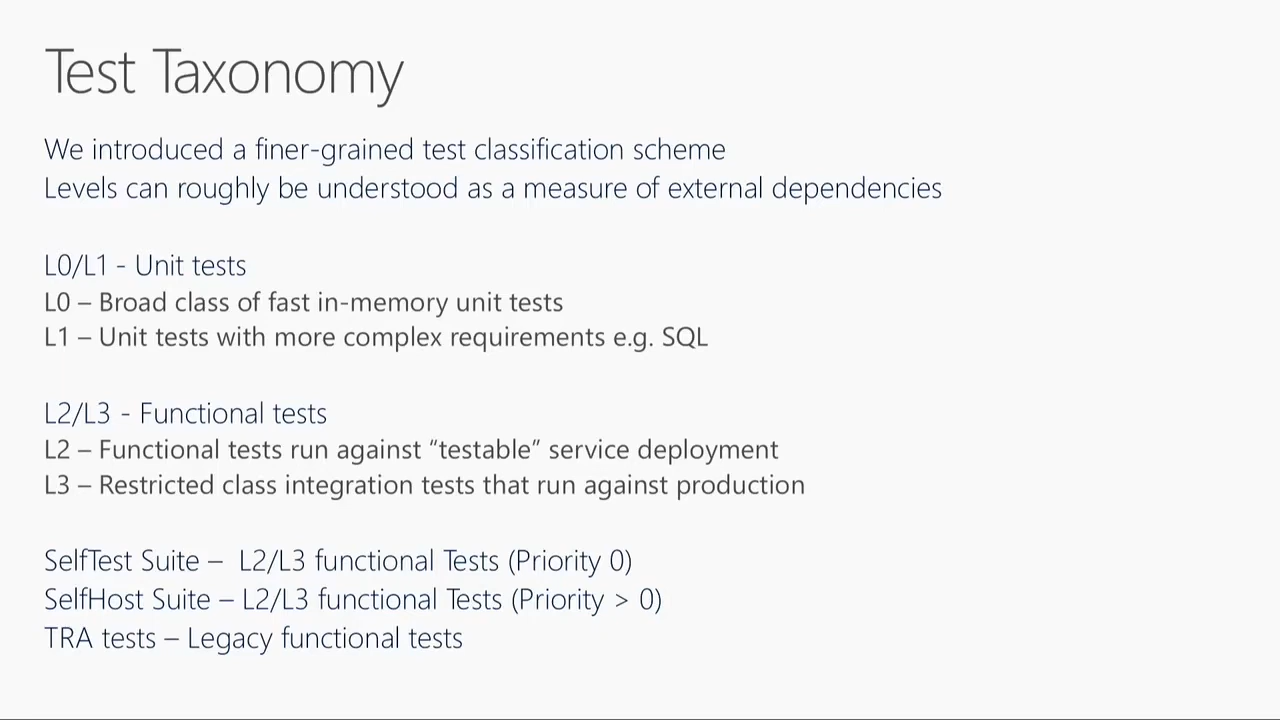 Test Taxonomy
We introduced a finer-grained test classification scheme
Levels can roughly be understood as a measure of external dependencies
L0/L1 - Unit tests
L0 – Broad class of fast in-memory unit tests
L1 – Unit tests with more complex requirements e.g. SQL
L2/L3 - Functional tests
L2 – Functional tests run against “testable” service deployment
L3 – Restricted class integration tests that run against production
SelfTest Suite –  L2/L3 functional Tests (Priority 0)
SelfHost Suite – L2/L3 functional Tests (Priority > 0)
TRA tests – Legacy functional tests